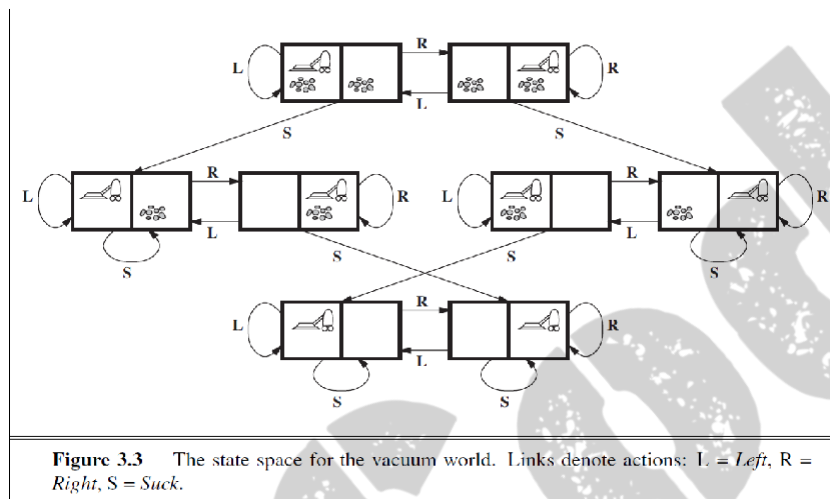 R
L R
L
S S
R R
L R L R
L L
S S S S
R
L R
L
S S
Figure 3.3 The state space for the vacuum world. Links denote actions: L = Left, R =
Right, S = Suck.